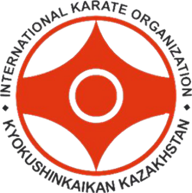 INTERNATIONAL KARATE ORGANIZATION
KYOKUSHINKAIKAN KAZAKHSTAN